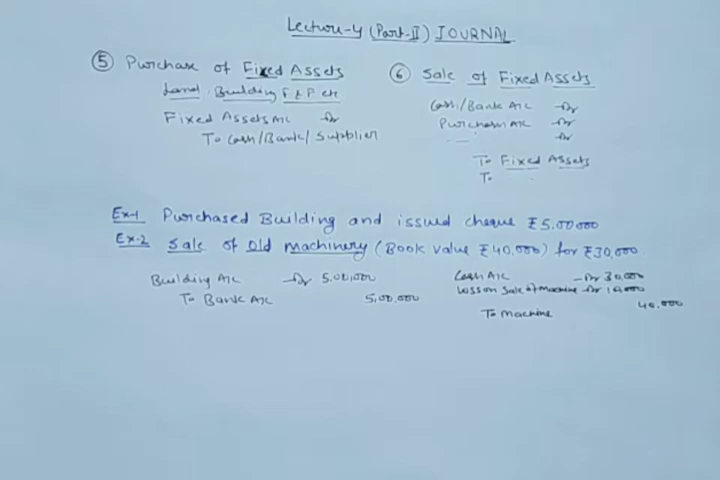 Lecture-4 (Part-II) JOURNAL
⑤ Purchase of Fixed Assets
Land, Building F & P etc
Fixed Assets A/c Dr
To Cash/Bank/Supplier
⑥ Sale of Fixed Assets
Cash/Bank A/c Dr
A/c Dr
Dr
To Fixed Assets
To
Ex-1 Purchased Building and issued cheque ₹5.00000
Ex-2 Sale of Old Machinery (Book value ₹40,000) for ₹30,000
Building A/c Dr 5,00,000
To Bank A/c 5,00,000
Cash A/c Dr 30,000
Loss on Sale of Machine Dr 10,000
To Machine 40,000